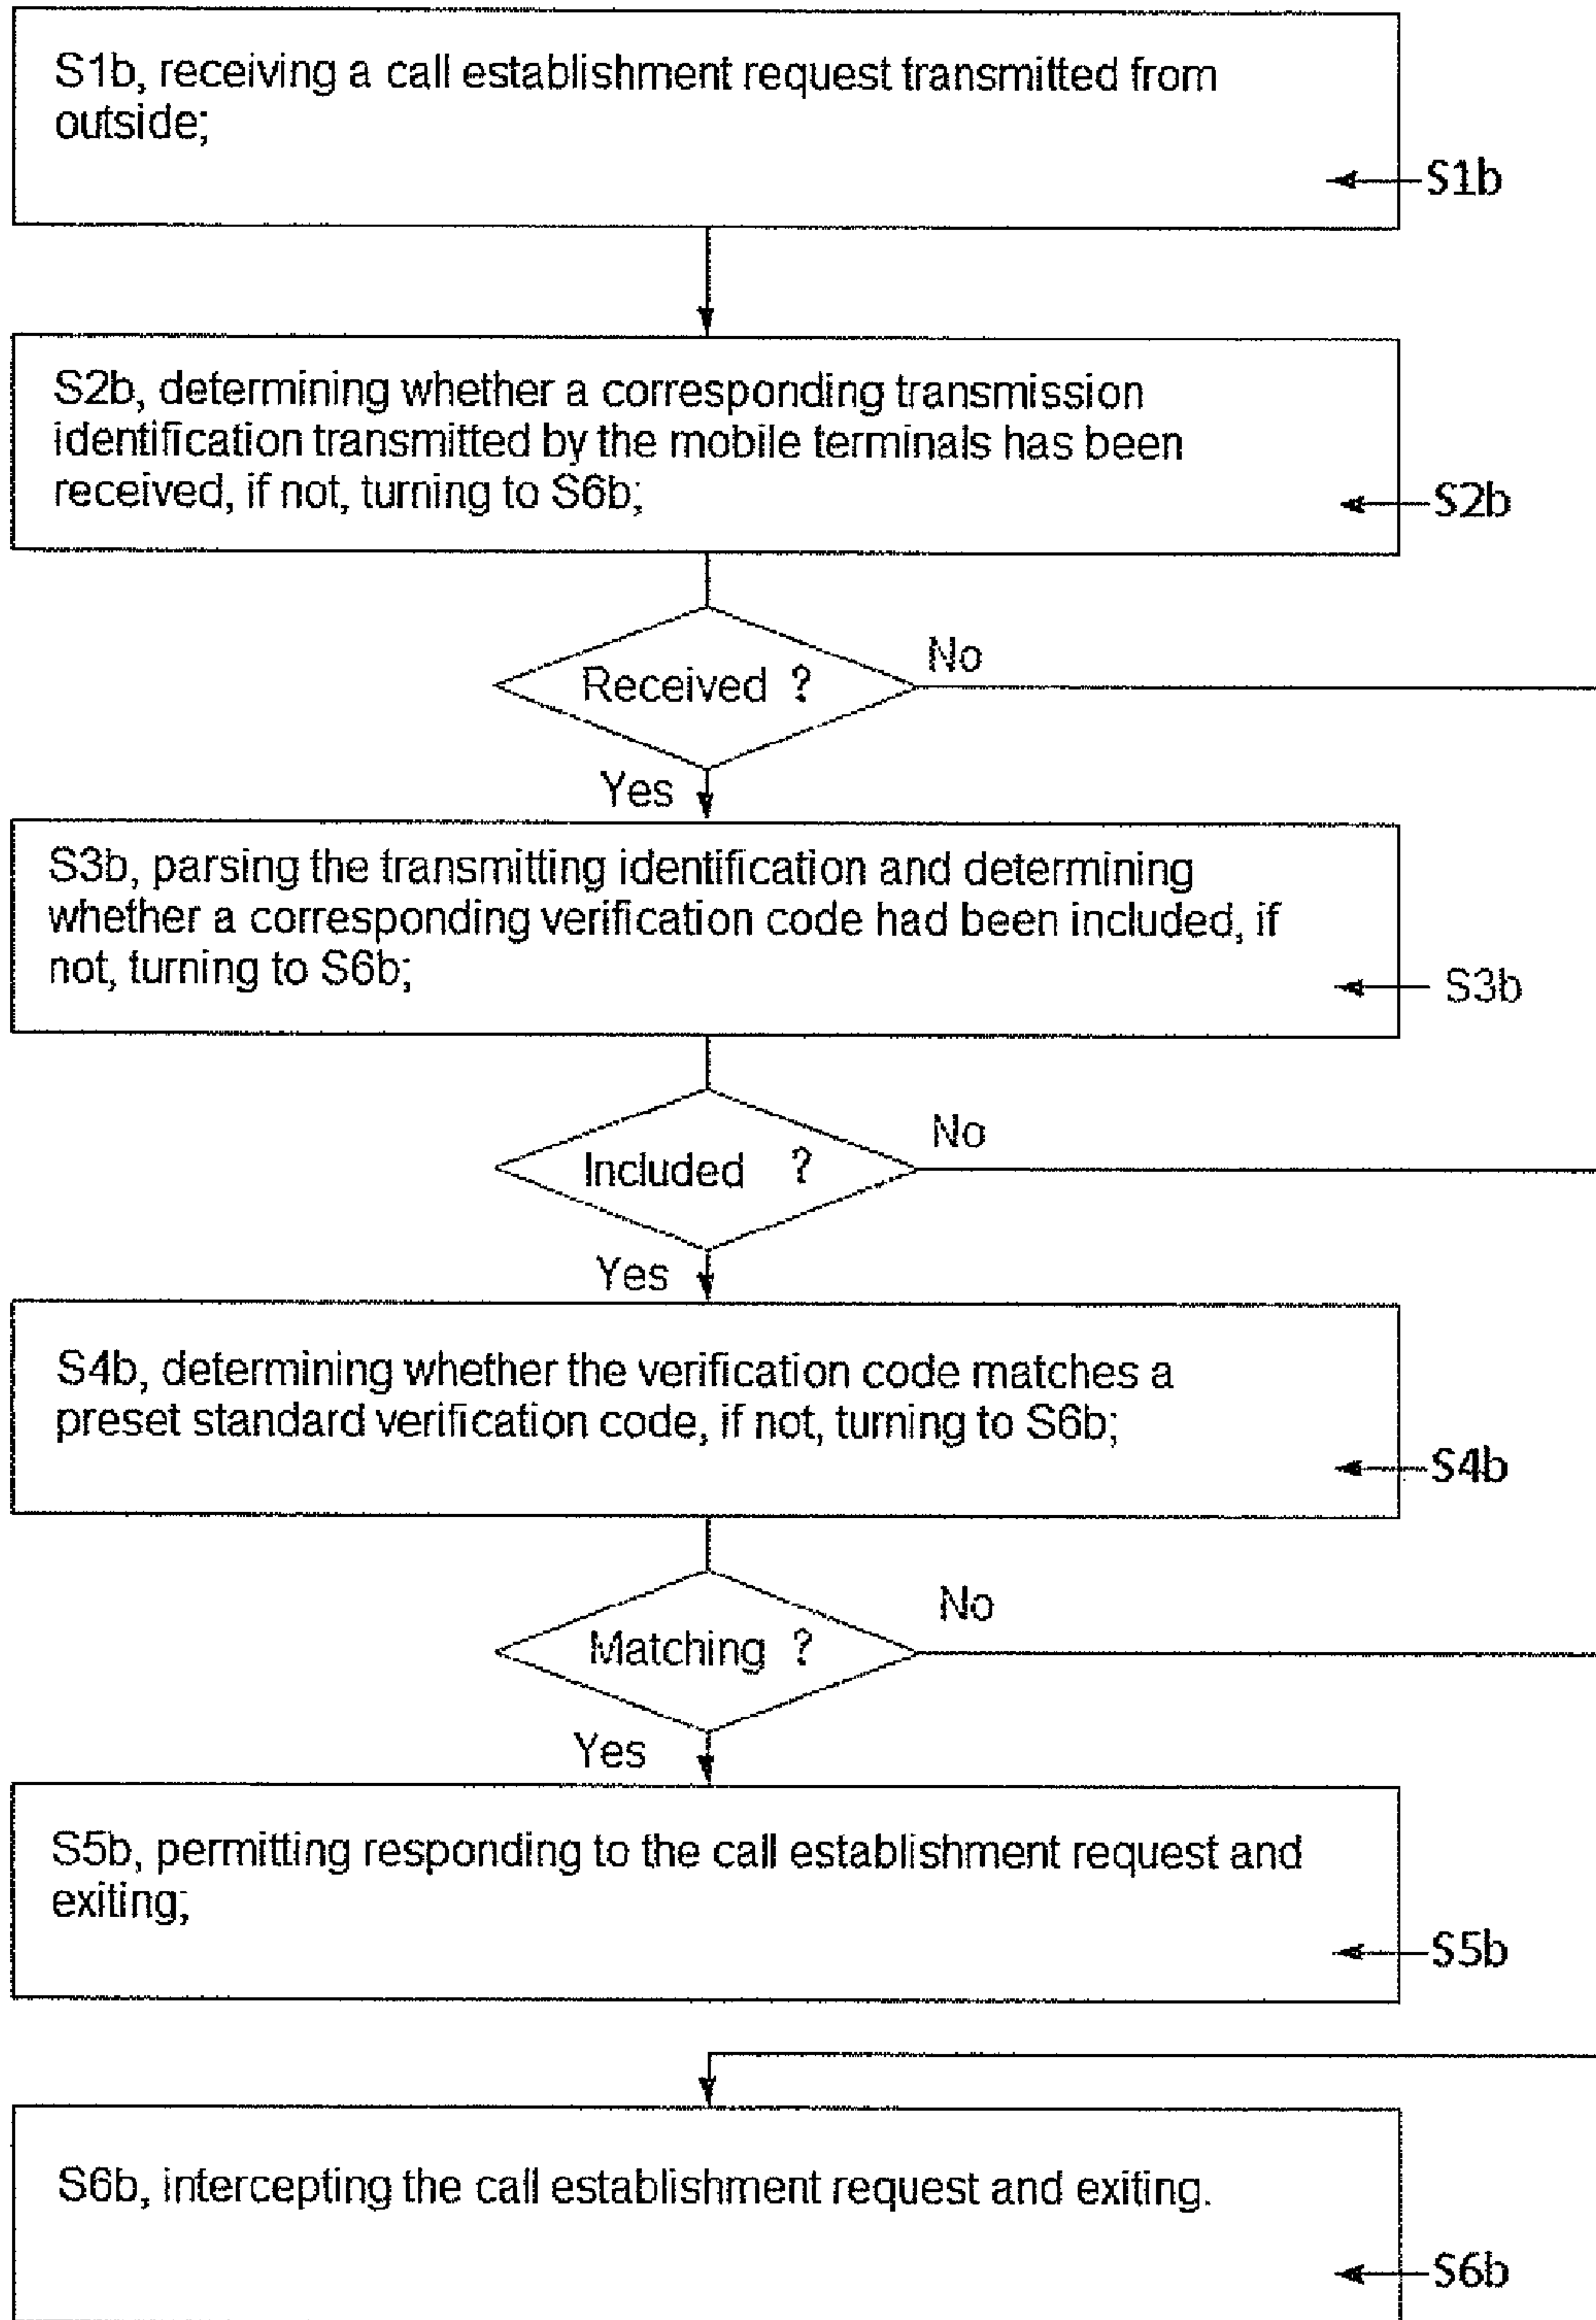 S1b, receiving a call establishment request transmitted from
outside;
S1b
S2b, determining whether a corresponding transmission
identification transmitted by the mobile terminals has been
received, if not, turning to S6b;
S2b
Received ?
No
Yes
S3b, parsing the transmitting identification and determining
whether a corresponding verification code had been included, if
not, turning to S6b;
S3b
Included ?
No
Yes
S4b, determining whether the verification code matches a
preset standard verification code, if not, turning to S6b;
S4b
Matching ?
No
Yes
S5b, permitting responding to the call establishment request and
exiting;
S5b
S6b, intercepting the call establishment request and exiting.
S6b